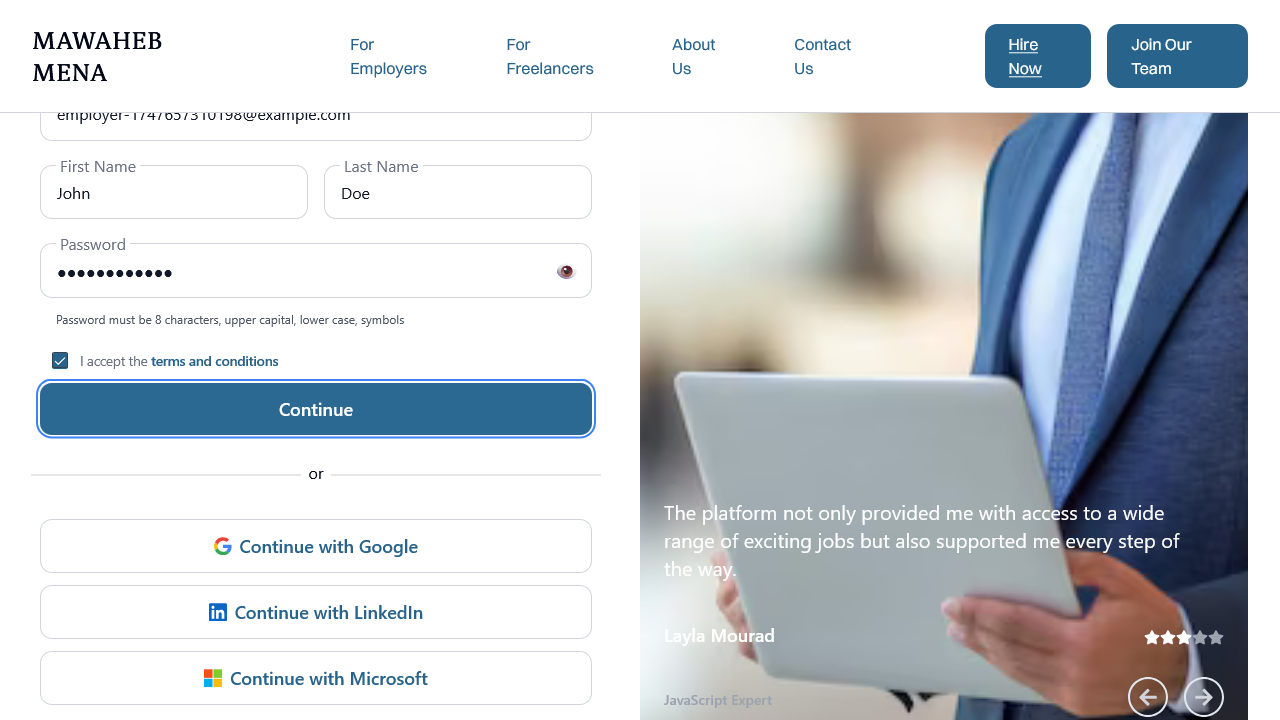 MAWAHEB
MENA
For
Employers
For
Freelancers
About
Us
Contact
Us
Hire
Now
Join Our
Team
employer-1747657310198@example.com
First Name
John
Last Name
Doe
Password
Password must be 8 characters, upper capital, lower case, symbols
I accept the terms and conditions
Continue
or
Continue with Google
Continue with LinkedIn
Continue with Microsoft
The platform not only provided me with access to a wide
range of exciting jobs but also supported me every step of
the way.
Layla Mourad
JavaScript Expert